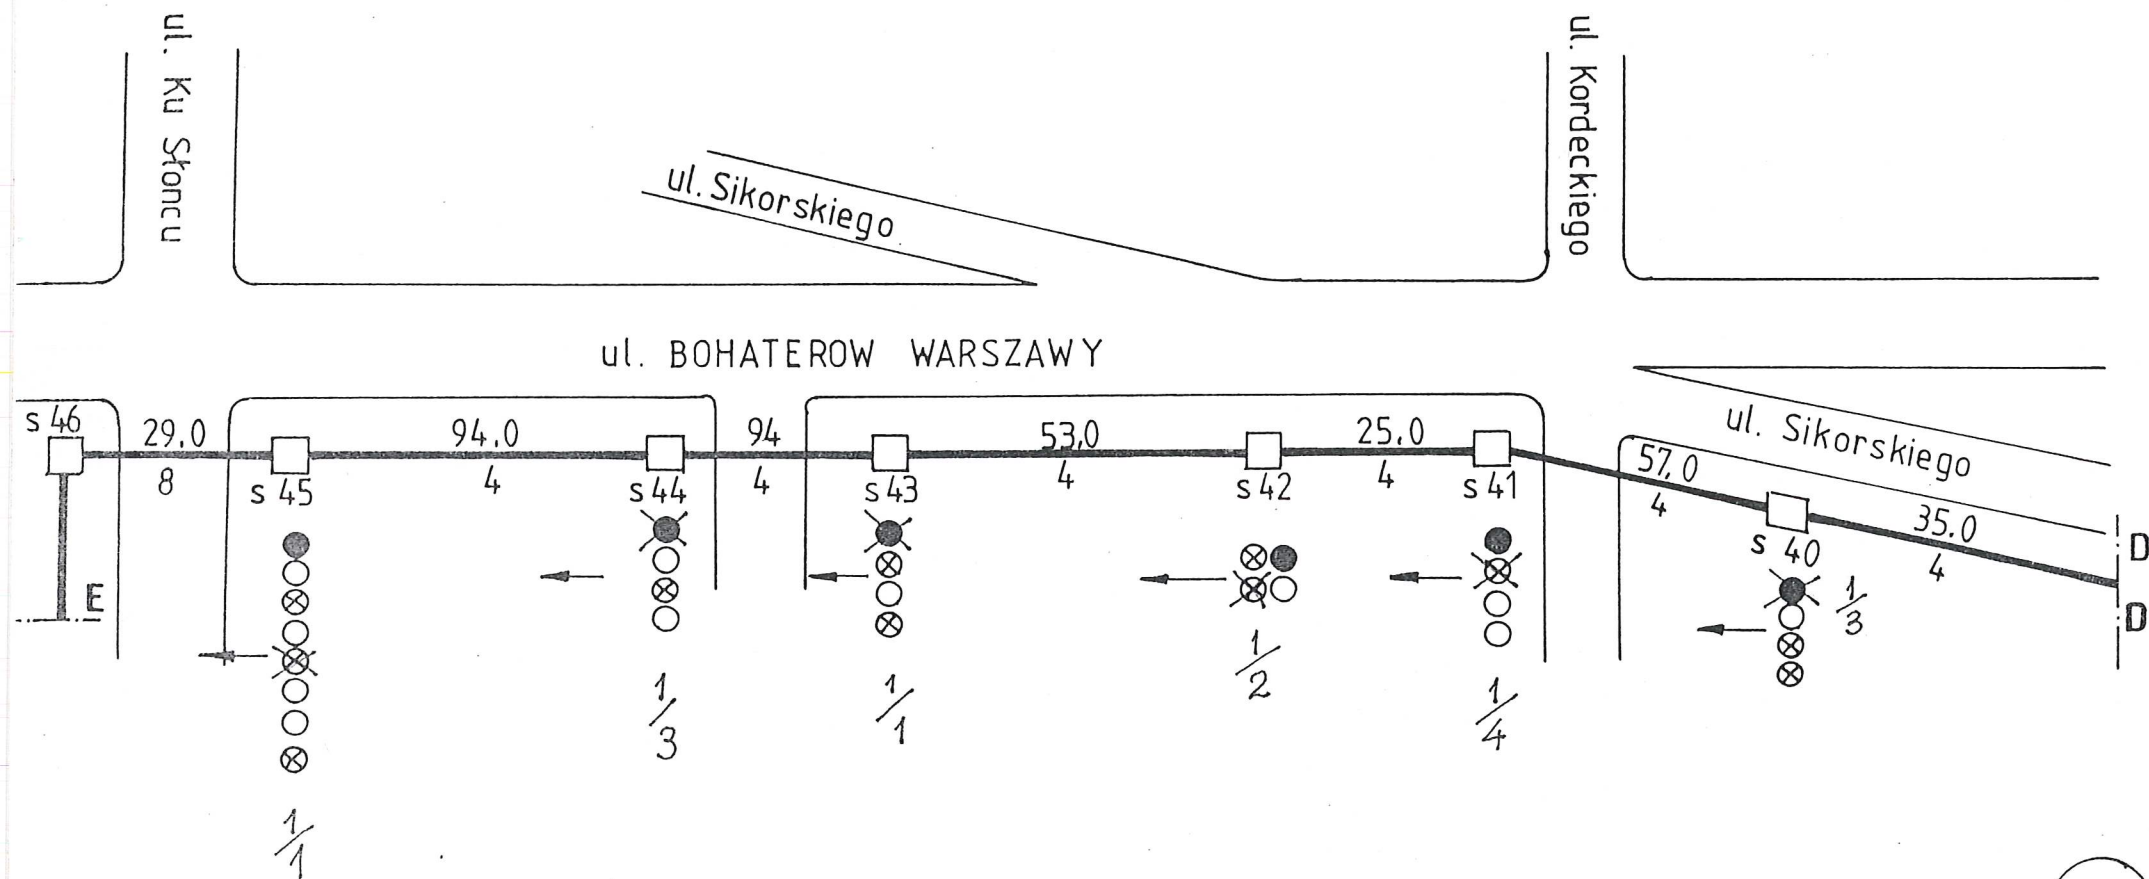 ul. Ku Słoncu
ul. Sikorskiego
ul. Kordeckiego
ul. BOHATEROW WARSZAWY
ul. Sikorskiego
s 46
29.0
8
s 45
94.0
4
s 44
94
4
s 43
53,0
4
s 42
25.0
4
s 41
57,0
4
s 40
35.0
4
D
D
E
1/3
1/2
1/4
1/3
1/1
1/1